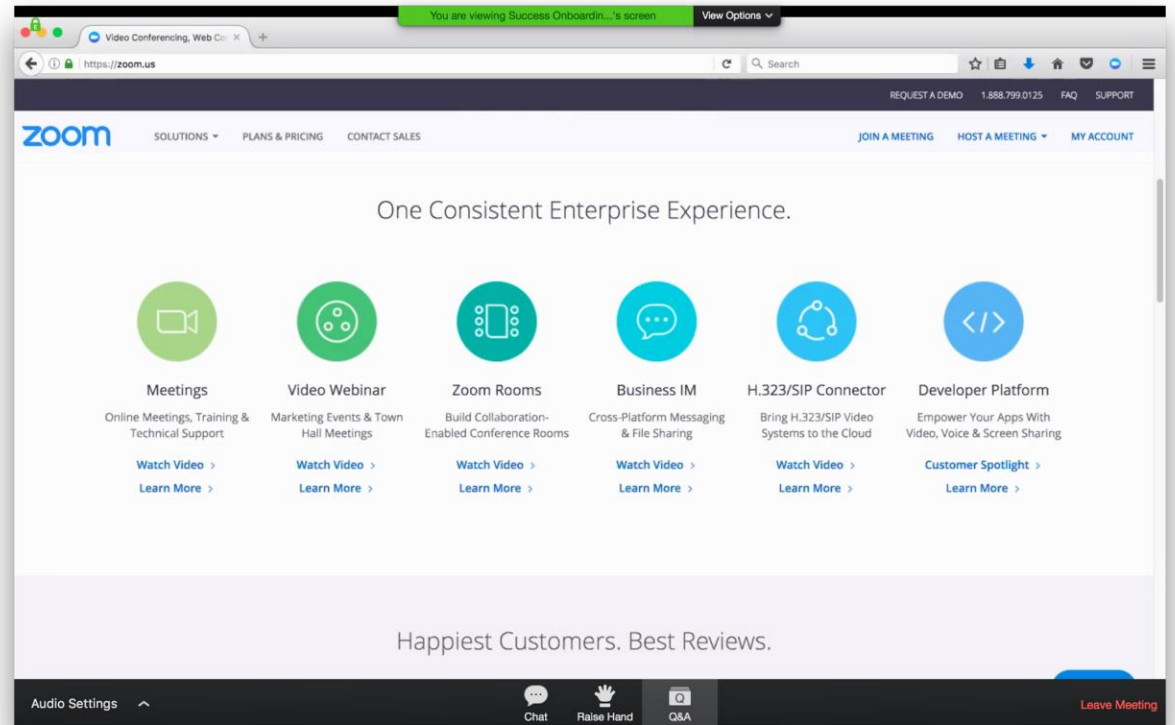 You are viewing Success Onboardin...'s screen View Options
Video Conferencing, Web Co
https://zoom.us Search
REQUEST A DEMO 1.888.799.0125 FAQ SUPPORT
zoom SOLUTIONS PLANS & PRICING CONTACT SALES JOIN A MEETING HOST A MEETING MY ACCOUNT
One Consistent Enterprise Experience.
Meetings
Online Meetings, Training &
Technical Support
Watch Video >
Learn More >
Video Webinar
Marketing Events & Town
Hall Meetings
Watch Video >
Learn More >
Zoom Rooms
Build Collaboration-
Enabled Conference Rooms
Watch Video >
Learn More >
Business IM
Cross-Platform Messaging
& File Sharing
Watch Video >
Learn More >
H.323/SIP Connector
Bring H.323/SIP Video
Systems to the Cloud
Watch Video >
Learn More >
</>
Developer Platform
Empower Your Apps With
Video, Voice & Screen Sharing
Customer Spotlight >
Learn More >
Happiest Customers. Best Reviews.
Audio Settings Chat Raise Hand Q Q&A Leave Meeting